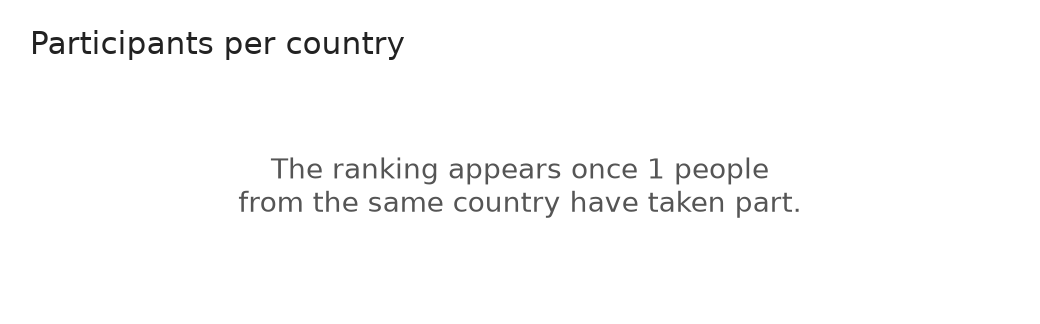 Participants per country
The ranking appears once 1 people
from the same country have taken part.